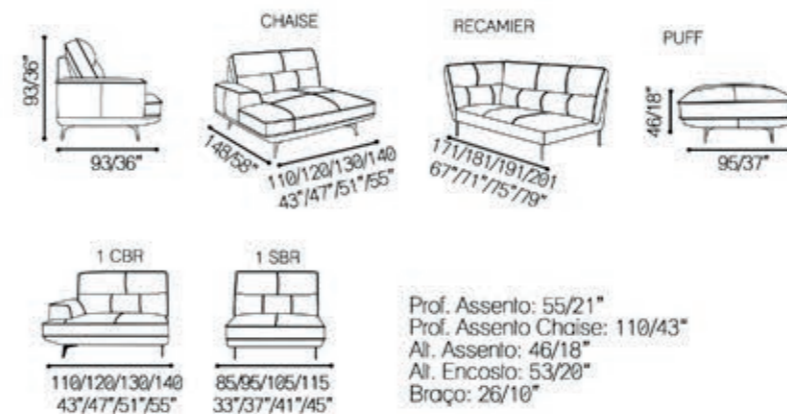 CHAISE
RECAMIER
PUFF
93/36"
93/36"
148/58"
110/120/130/140
43"/47"/51"/55"
171/181/191/201
67"/71"/75"/79"
46/18"
95/37"
1 CBR
1 SBR
110/120/130/140
43"/47"/51"/55"
85/95/105/115
33"/37"/41"/45"
Prof. Assento: 55/21"
Prof. Assento Chaise: 110/43"
Alt. Assento: 46/18"
Alt. Encosto: 53/20"
Braço: 26/10"